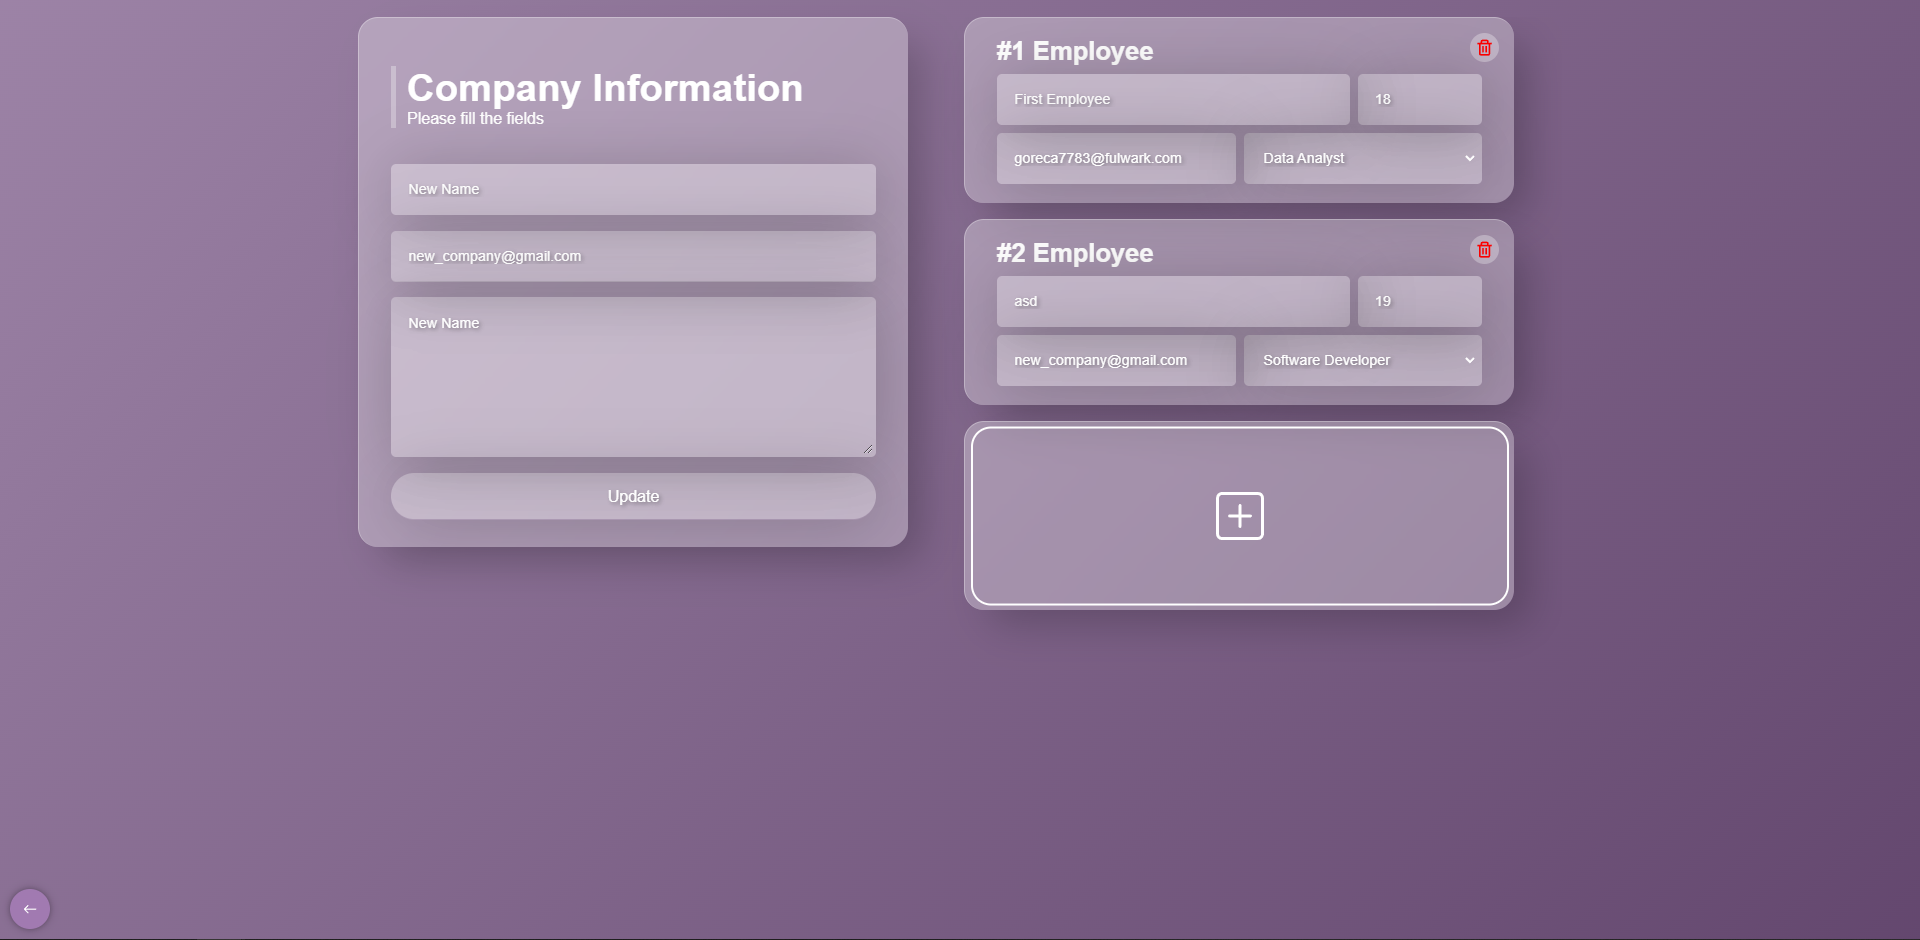 Company Information
Please fill the fields
New Name
new_company@gmail.com
New Name
Update
#1 Employee
First Employee
18
goreca7783@fulwark.com
Data Analyst
#2 Employee
asd
19
new_company@gmail.com
Software Developer